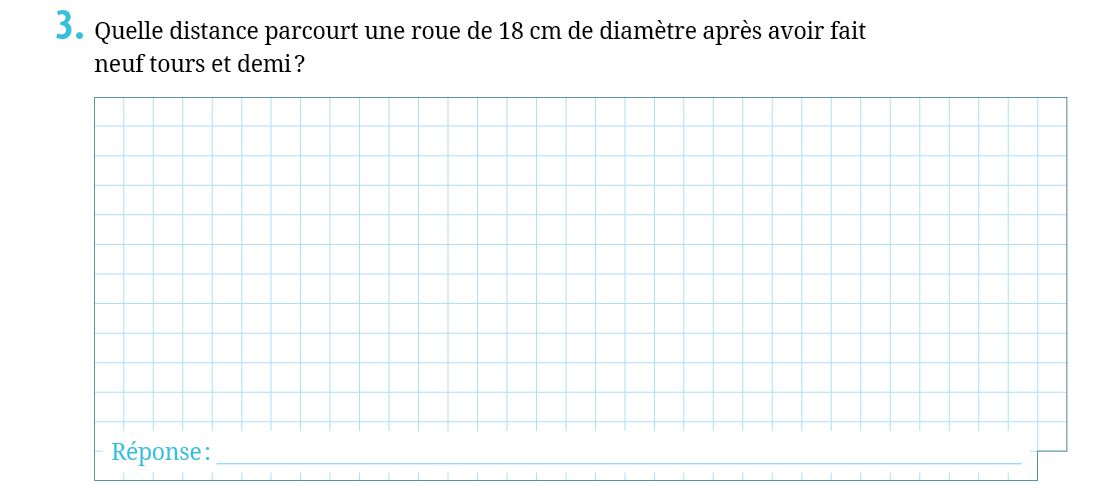 3. Quelle distance parcourt une roue de 18 cm de diamètre après avoir fait
neuf tours et demi ?
Réponse :